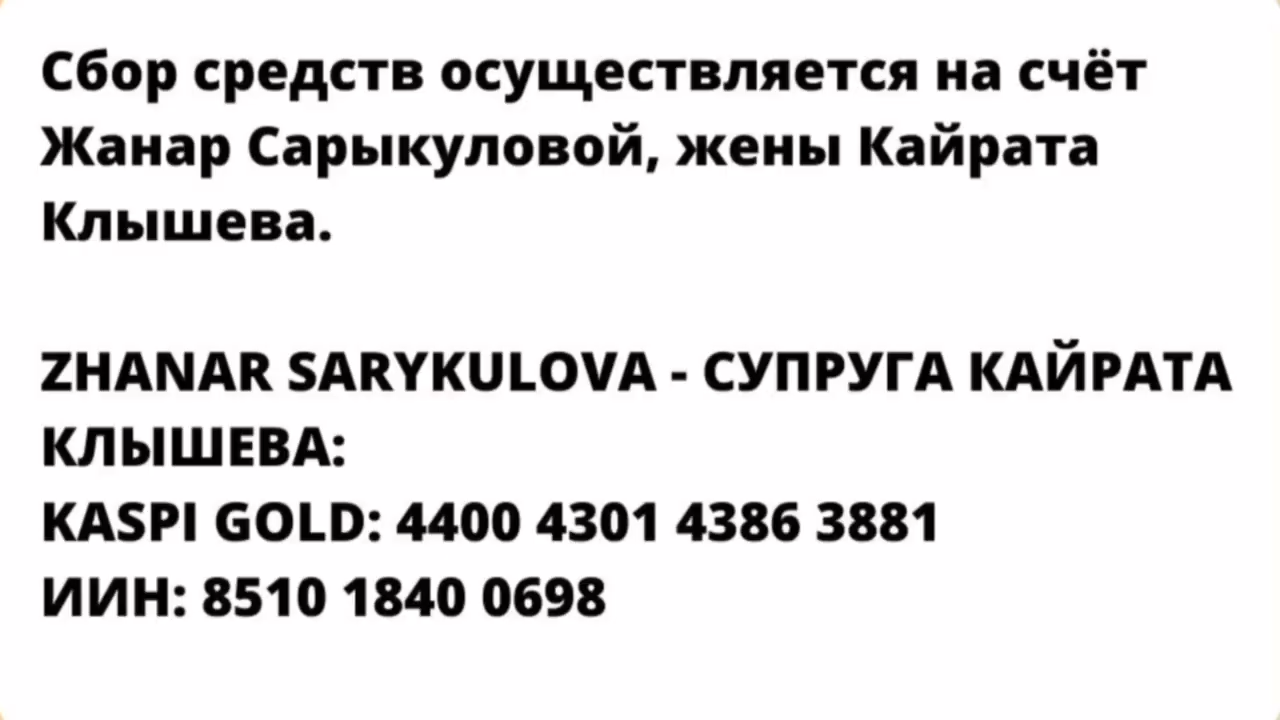 Сбор средств осуществляется на счёт
Жанар Сарыкуловой, жены Кайрата
Клышева.
ZHANAR SARYKULOVA - СУПРУГА КАЙРАТА
КЛЫШЕВА:
KASPI GOLD: 4400 4301 4386 3881
ИИН: 8510 1840 0698